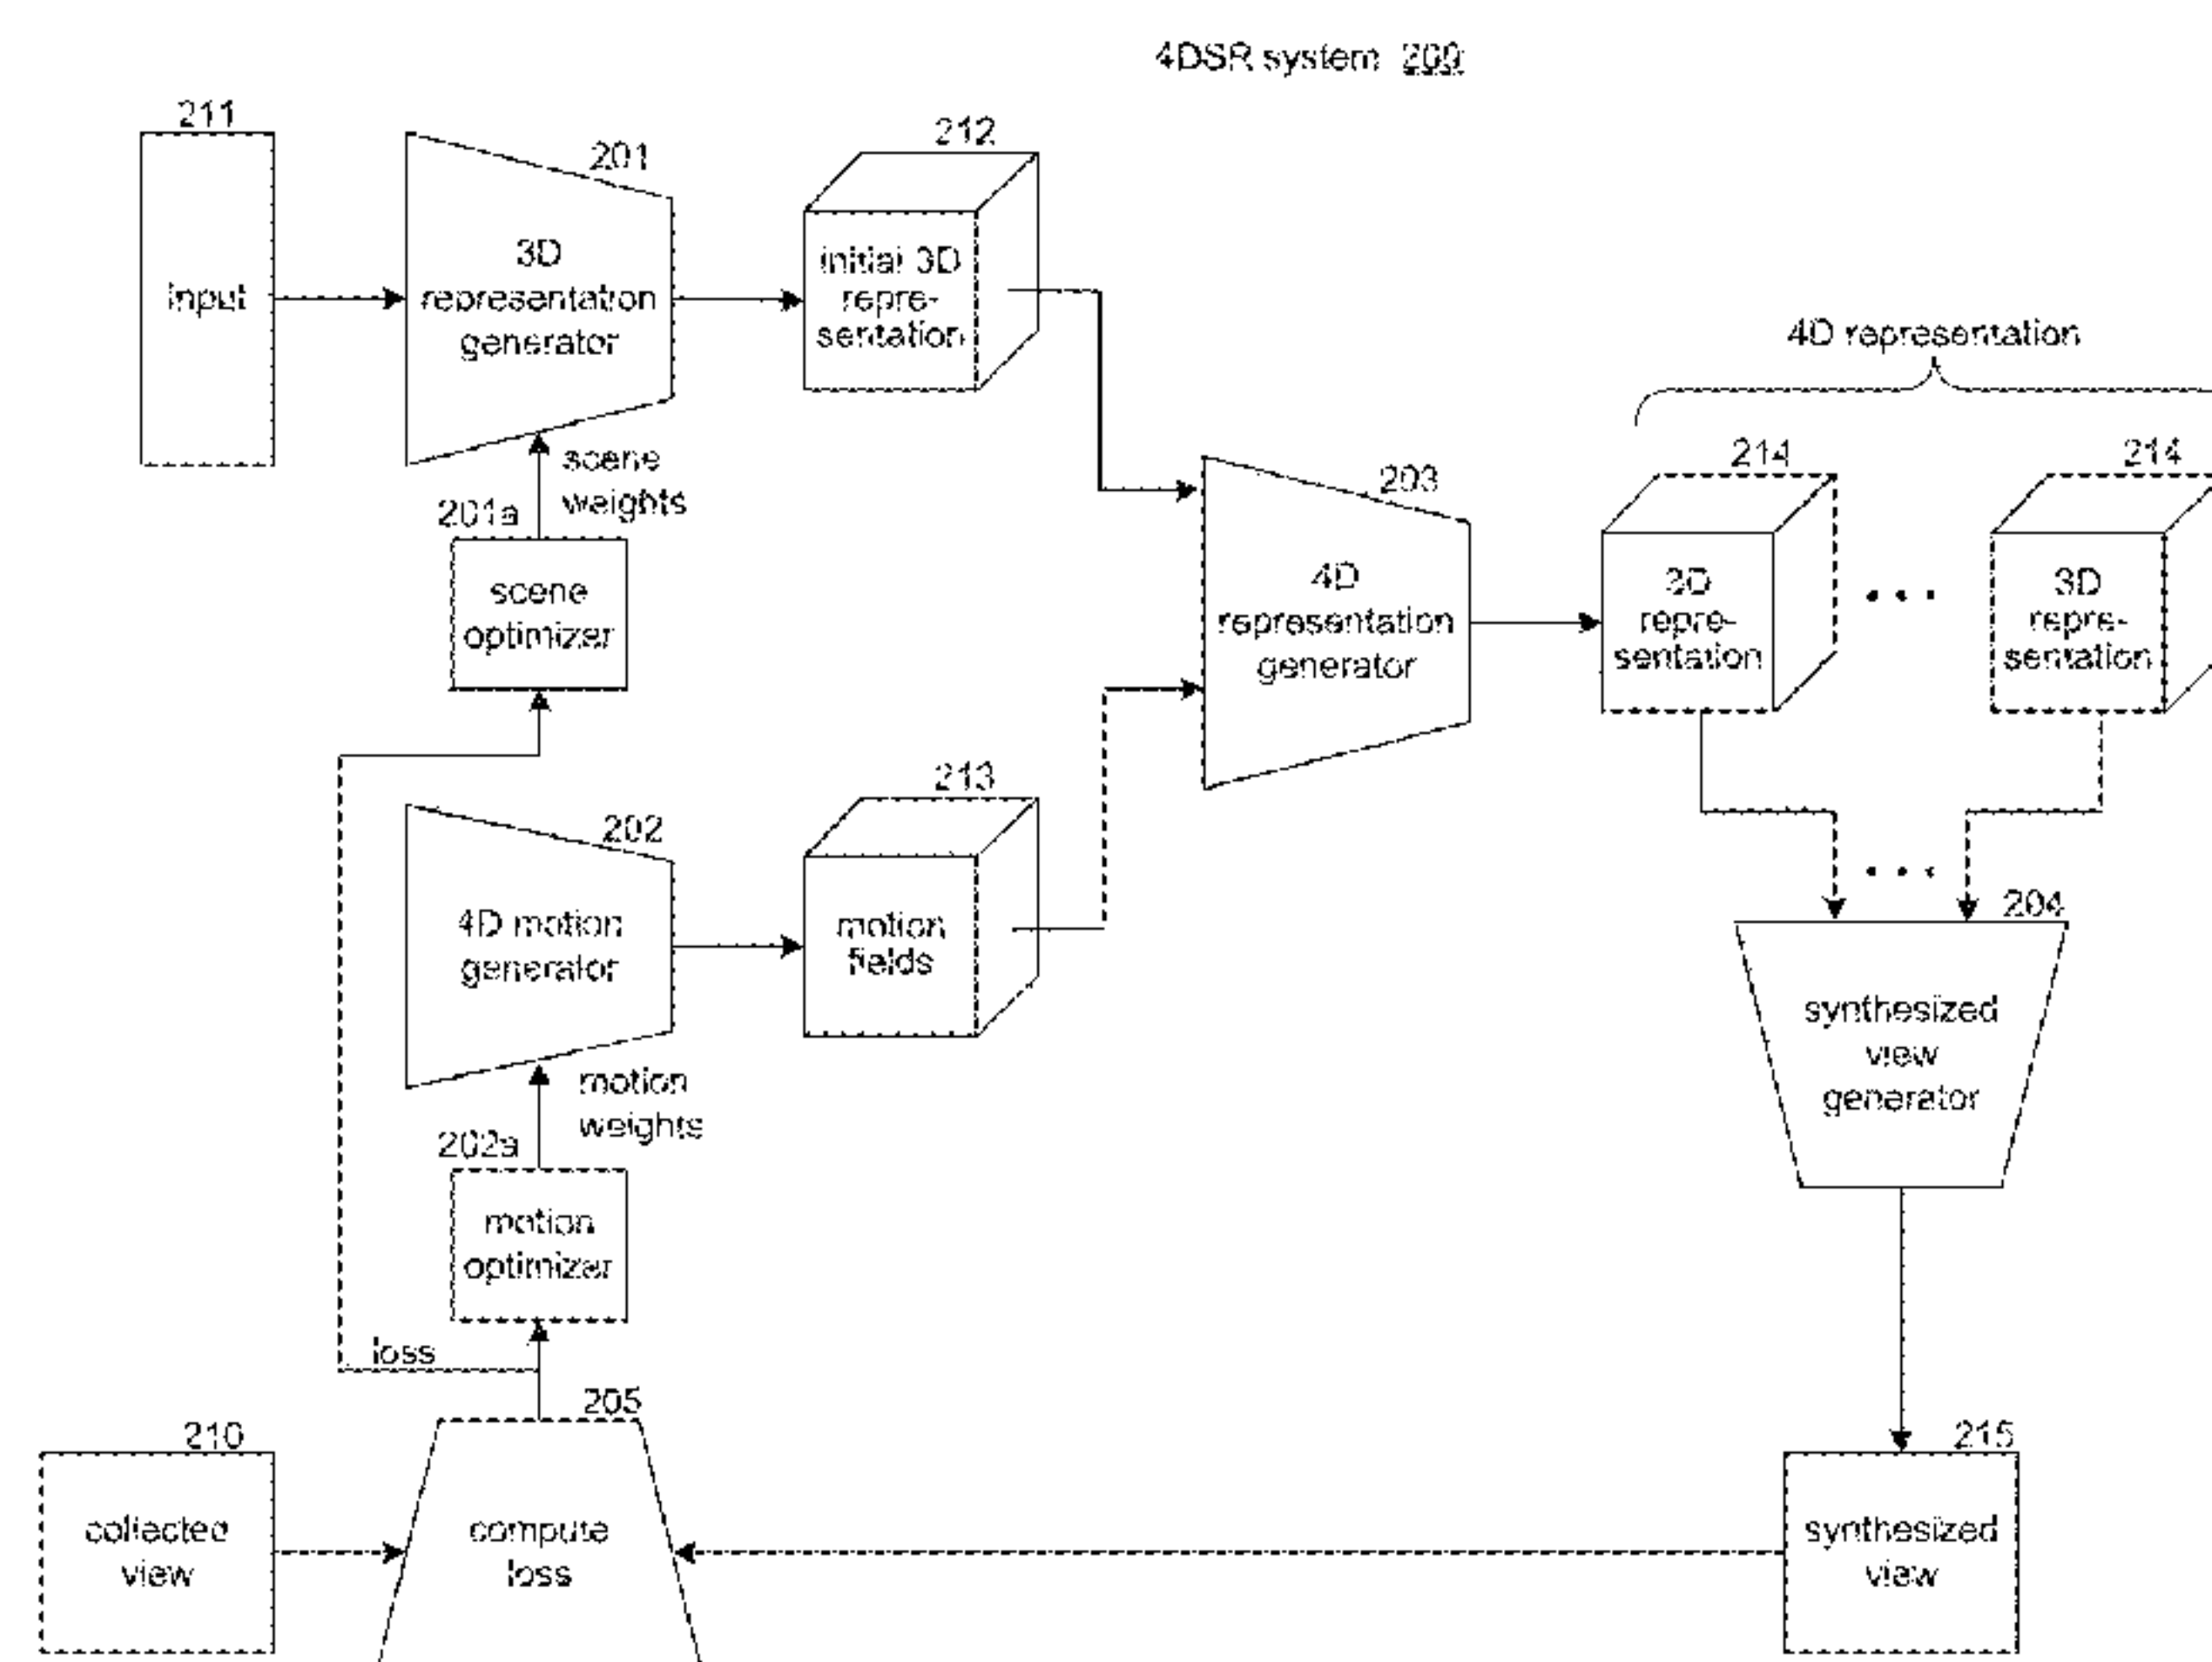 4DSR system 200
211
201
212
input
3D
representation
generator
initial 3D
repre-
sentation
scene
weights
201a
scene
optimizer
4D representation
203
214
214
4D
representation
generator
3D
repre-
sentation
3D
repre-
sentation
202
213
4D motion
generator
motion
fields
motion
weights
202a
motion
optimizer
204
synthesized
view
generator
loss
205
210
215
collected
view
compute
loss
synthesized
view